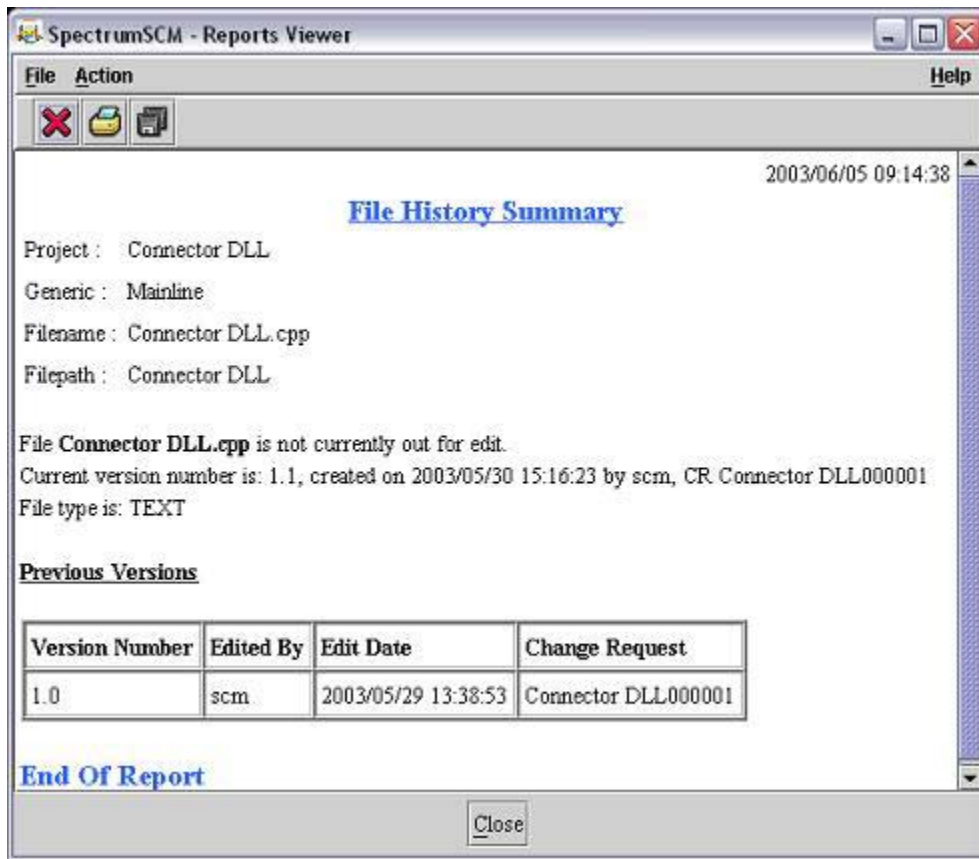 SpectrumSCM - Reports Viewer
File Action Help
2003/06/05 09:14:38
File History Summary
Project : Connector DLL
Generic : Mainline
Filename : Connector DLL.cpp
Filepath : Connector DLL
File Connector DLL.cpp is not currently out for edit.
Current version number is: 1.1, created on 2003/05/30 15:16:23 by scm, CR Connector DLL000001
File type is: TEXT
Previous Versions
Version Number Edited By Edit Date Change Request
1.0 scm 2003/05/29 13:38:53 Connector DLL000001
End Of Report
Close